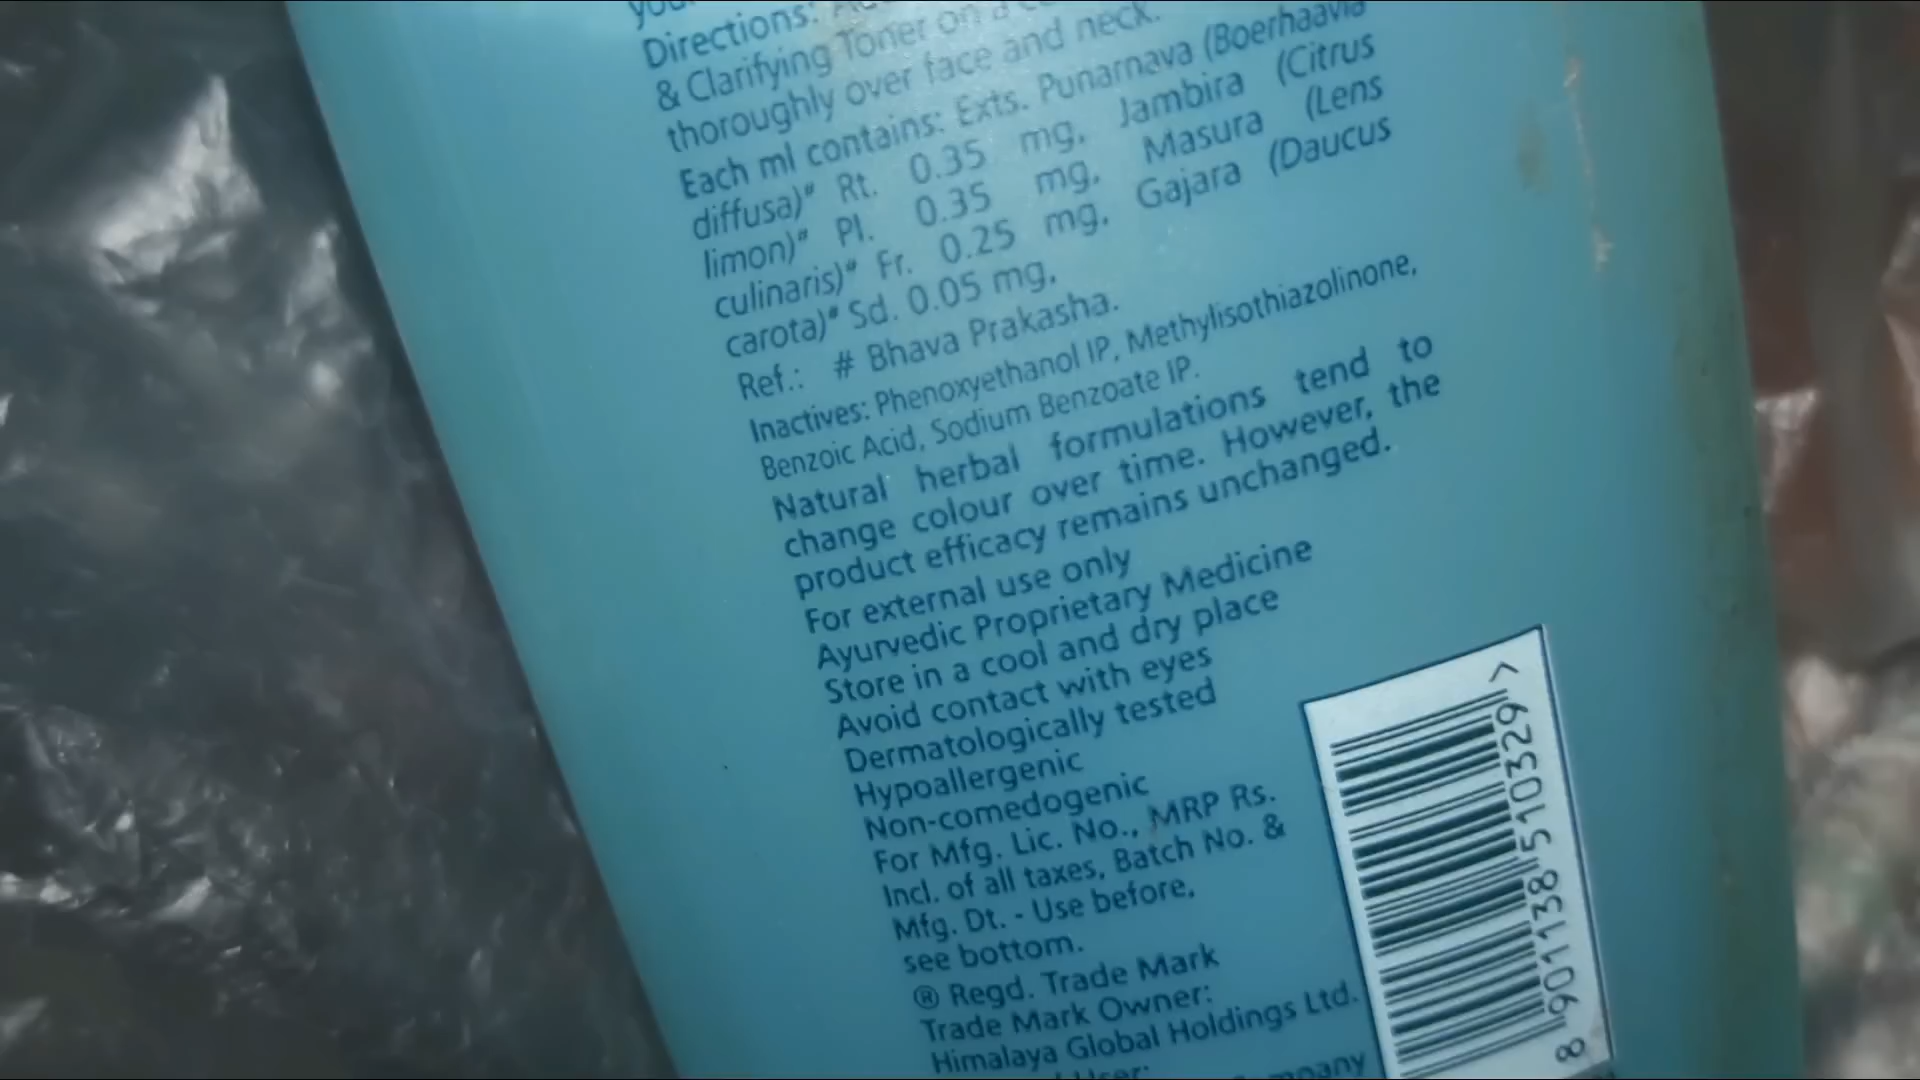 Directions:
& Clarifying Toner on a
thoroughly over face and neck.
Each ml contains: Exts. Punarnava (Boerhaavia
diffusa)# Rt. 0.35 mg, Jambira (Citrus
limon)# Pl. 0.35 mg, Masura (Lens
culinaris)# Fr. 0.25 mg, Gajara (Daucus
carota)# Sd. 0.05 mg.
Ref.: # Bhava Prakasha.
Inactives: Phenoxyethanol IP, Methylisothiazolinone,
Benzoic Acid, Sodium Benzoate IP.
Natural herbal formulations tend to
change colour over time. However, the
product efficacy remains unchanged.
For external use only
Ayurvedic Proprietary Medicine
Store in a cool and dry place
Avoid contact with eyes
Dermatologically tested
Hypoallergenic
Non-comedogenic
For Mfg. Lic. No., MRP Rs.
Incl. of all taxes, Batch No. &
Mfg. Dt. - Use before,
see bottom.
® Regd. Trade Mark
Trade Mark Owner:
Himalaya Global Holdings Ltd.
8 901138 510329 >